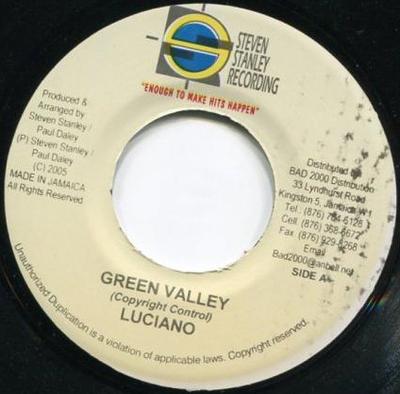 STEVEN
STANLEY
RECORDING
"ENOUGH TO MAKE HITS HAPPEN"
Produced &
Arranged by
Steven Stanley /
Paul Daley
(P) Steven Stanley /
Paul Daley
(C) 2005
MADE IN JAMAICA
All Rights Reserved
Distributed by
BAD 2000 Distribution
33 Lyndhurst Road
Kingston 5, Jamaica W.I
Tel.: (876)
Cell. (876)
Fax (876)
Email:
Bad2000@anbell.net
SIDE A
GREEN VALLEY
(Copyright Control)
LUCIANO
Unauthorized Duplication is a violation of applicable laws. Copyright reserved.